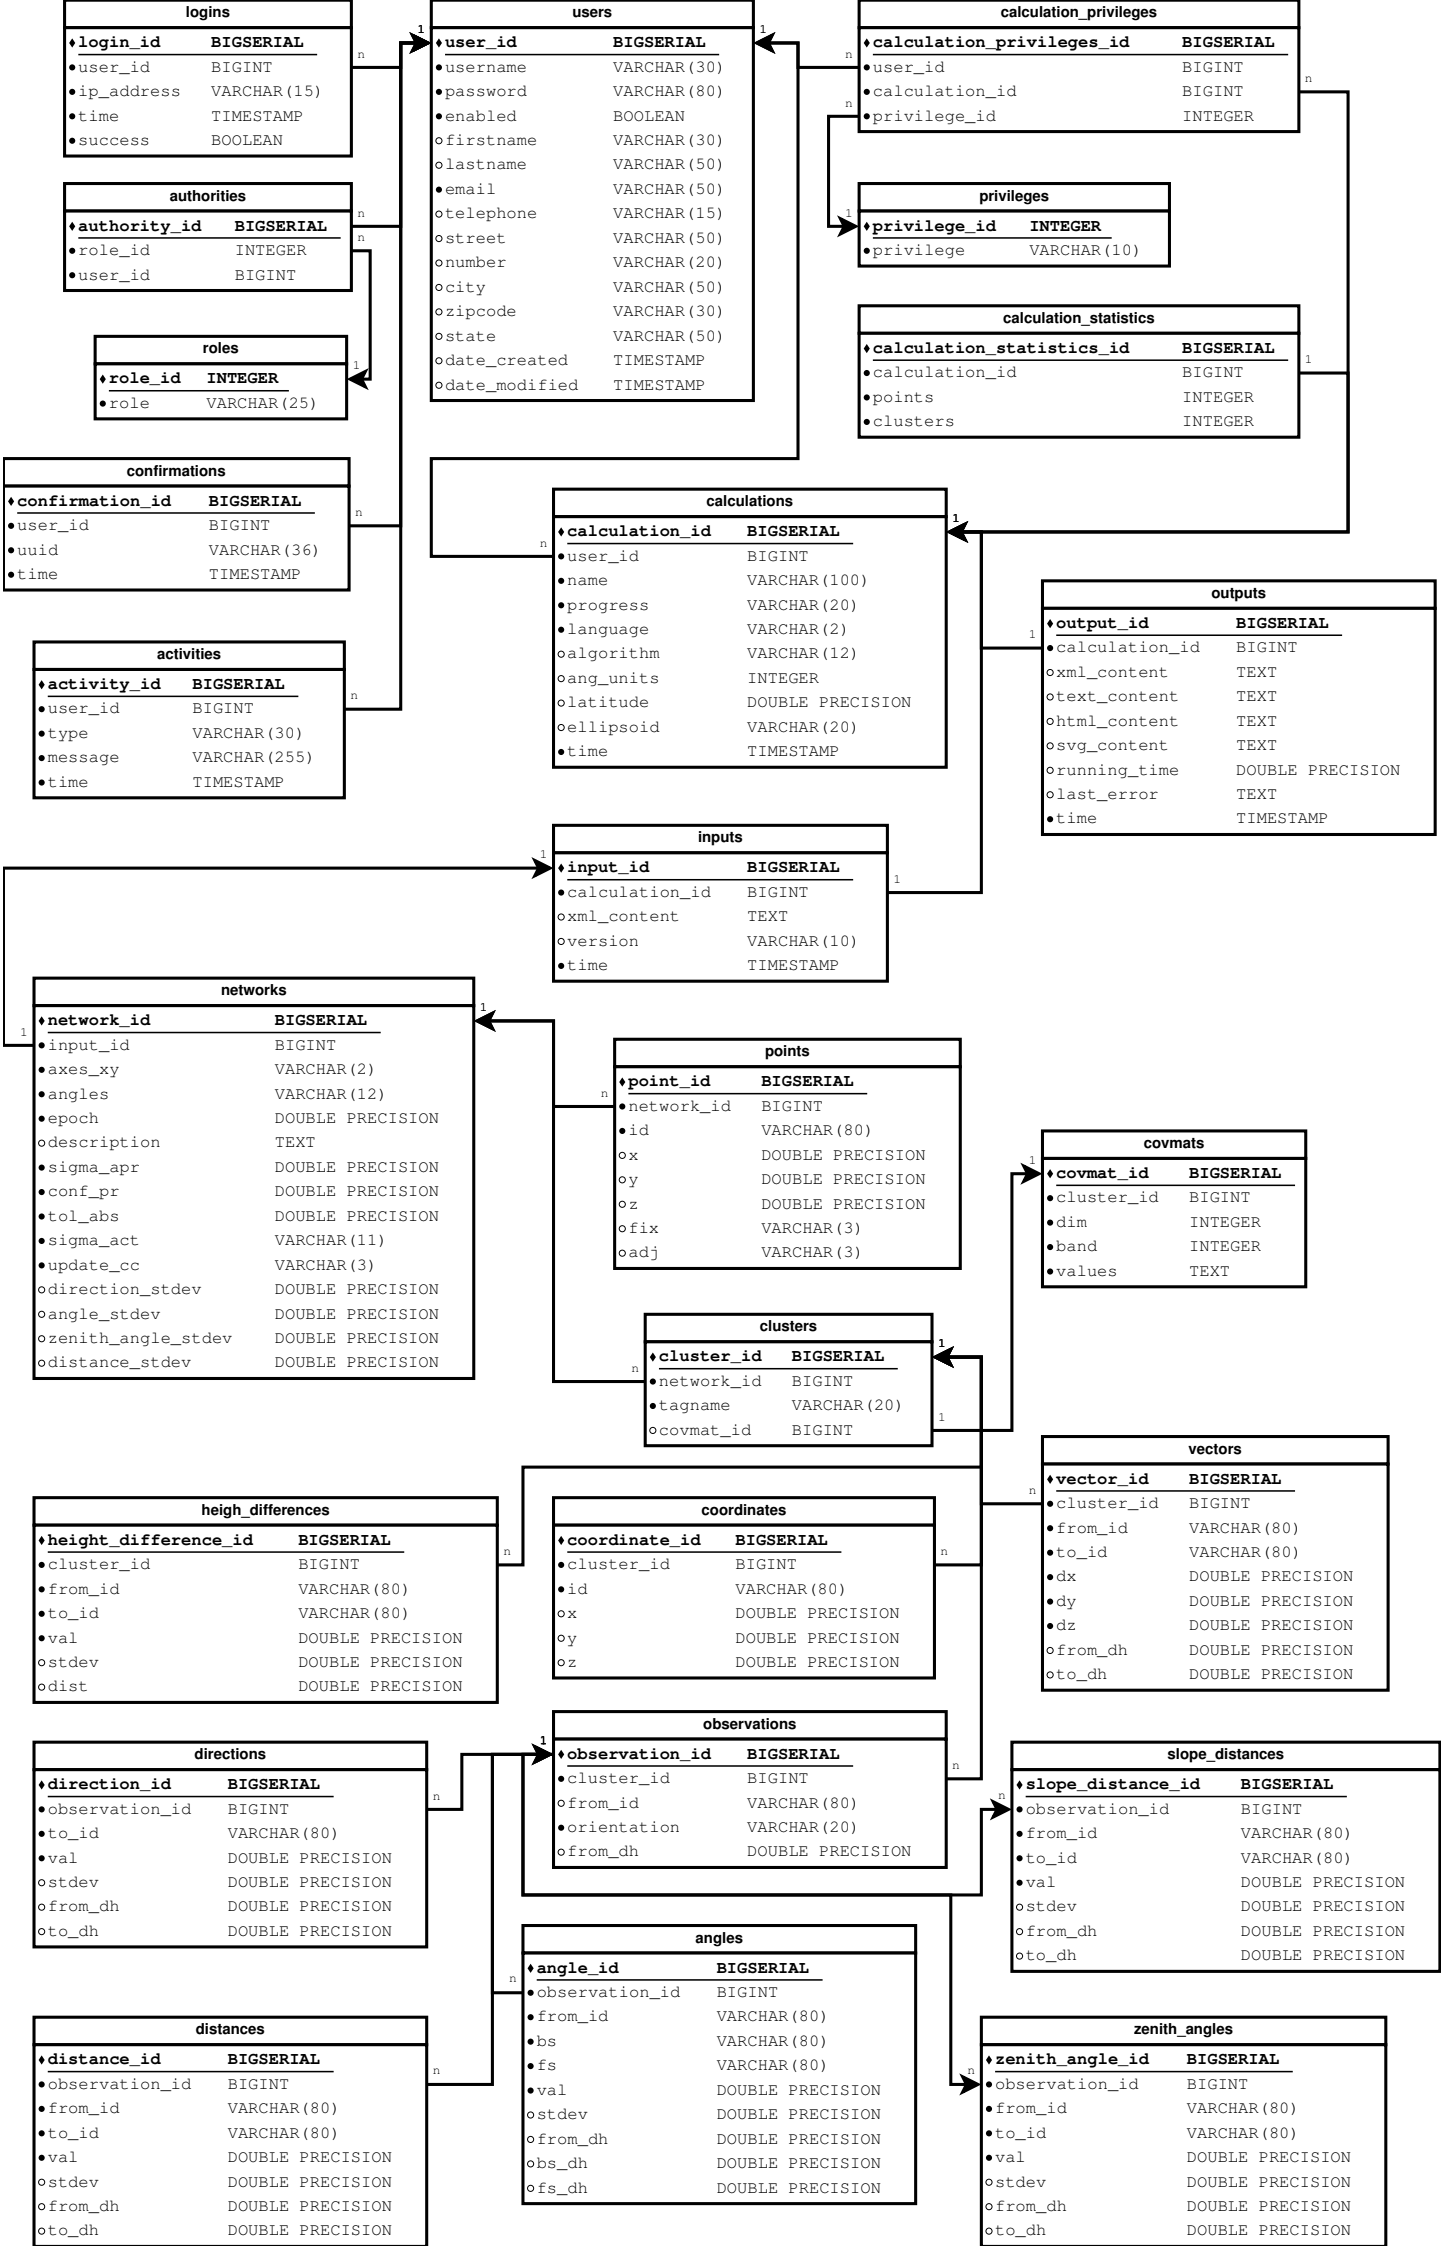 logins
login_id BIGSERIAL
user_id BIGINT
ip_address VARCHAR(15)
time TIMESTAMP
success BOOLEAN
n
users
1
1
user_id BIGSERIAL
username VARCHAR(30)
password VARCHAR(80)
enabled BOOLEAN
firstname VARCHAR(30)
lastname VARCHAR(50)
email VARCHAR(50)
telephone VARCHAR(15)
street VARCHAR(50)
number VARCHAR(20)
city VARCHAR(50)
zipcode VARCHAR(30)
state VARCHAR(50)
date_created TIMESTAMP
date_modified TIMESTAMP
calculation_privileges
calculation_privileges_id BIGSERIAL
n
user_id BIGINT
n
calculation_id BIGINT
n
privilege_id INTEGER
authorities
authority_id BIGSERIAL
n
role_id INTEGER
n
user_id BIGINT
privileges
1
privilege_id INTEGER
privilege VARCHAR(10)
roles
role_id INTEGER
1
role VARCHAR(25)
calculation_statistics
calculation_statistics_id BIGSERIAL
1
calculation_id BIGINT
points INTEGER
clusters INTEGER
confirmations
confirmation_id BIGSERIAL
user_id BIGINT
n
uuid VARCHAR(36)
time TIMESTAMP
calculations
calculation_id BIGSERIAL
1
n
user_id BIGINT
name VARCHAR(100)
progress VARCHAR(20)
language VARCHAR(2)
algorithm VARCHAR(12)
ang_units INTEGER
latitude DOUBLE PRECISION
ellipsoid VARCHAR(20)
time TIMESTAMP
outputs
output_id BIGSERIAL
1
calculation_id BIGINT
xml_content TEXT
text_content TEXT
html_content TEXT
svg_content TEXT
running_time DOUBLE PRECISION
last_error TEXT
time TIMESTAMP
activities
activity_id BIGSERIAL
n
user_id BIGINT
type VARCHAR(30)
message VARCHAR(255)
time TIMESTAMP
inputs
1
input_id BIGSERIAL
1
calculation_id BIGINT
xml_content TEXT
version VARCHAR(10)
time TIMESTAMP
networks
1
network_id BIGSERIAL
1
input_id BIGINT
axes_xy VARCHAR(2)
angles VARCHAR(12)
epoch DOUBLE PRECISION
description TEXT
sigma_apr DOUBLE PRECISION
conf_pr DOUBLE PRECISION
tol_abs DOUBLE PRECISION
sigma_act VARCHAR(11)
update_cc VARCHAR(3)
direction_stdev DOUBLE PRECISION
angle_stdev DOUBLE PRECISION
zenith_angle_stdev DOUBLE PRECISION
distance_stdev DOUBLE PRECISION
points
point_id BIGSERIAL
n
network_id BIGINT
id VARCHAR(80)
x DOUBLE PRECISION
y DOUBLE PRECISION
z DOUBLE PRECISION
fix VARCHAR(3)
adj VARCHAR(3)
covmats
1
covmat_id BIGSERIAL
cluster_id BIGINT
dim INTEGER
band INTEGER
values TEXT
clusters
1
cluster_id BIGSERIAL
n
network_id BIGINT
tagname VARCHAR(20)
1
covmat_id BIGINT
vectors
vector_id BIGSERIAL
n
cluster_id BIGINT
from_id VARCHAR(80)
to_id VARCHAR(80)
dx DOUBLE PRECISION
dy DOUBLE PRECISION
dz DOUBLE PRECISION
from_dh DOUBLE PRECISION
to_dh DOUBLE PRECISION
heigh_differences
height_difference_id BIGSERIAL
n
cluster_id BIGINT
from_id VARCHAR(80)
to_id VARCHAR(80)
val DOUBLE PRECISION
stdev DOUBLE PRECISION
dist DOUBLE PRECISION
coordinates
coordinate_id BIGSERIAL
n
cluster_id BIGINT
id VARCHAR(80)
x DOUBLE PRECISION
y DOUBLE PRECISION
z DOUBLE PRECISION
observations
1
observation_id BIGSERIAL
n
cluster_id BIGINT
from_id VARCHAR(80)
orientation VARCHAR(20)
from_dh DOUBLE PRECISION
directions
direction_id BIGSERIAL
n
observation_id BIGINT
to_id VARCHAR(80)
val DOUBLE PRECISION
stdev DOUBLE PRECISION
from_dh DOUBLE PRECISION
to_dh DOUBLE PRECISION
slope_distances
slope_distance_id BIGSERIAL
n
observation_id BIGINT
from_id VARCHAR(80)
to_id VARCHAR(80)
val DOUBLE PRECISION
stdev DOUBLE PRECISION
from_dh DOUBLE PRECISION
to_dh DOUBLE PRECISION
angles
angle_id BIGSERIAL
n
observation_id BIGINT
from_id VARCHAR(80)
bs VARCHAR(80)
fs VARCHAR(80)
val DOUBLE PRECISION
stdev DOUBLE PRECISION
from_dh DOUBLE PRECISION
bs_dh DOUBLE PRECISION
fs_dh DOUBLE PRECISION
distances
distance_id BIGSERIAL
n
observation_id BIGINT
from_id VARCHAR(80)
to_id VARCHAR(80)
val DOUBLE PRECISION
stdev DOUBLE PRECISION
from_dh DOUBLE PRECISION
to_dh DOUBLE PRECISION
zenith_angles
zenith_angle_id BIGSERIAL
n
observation_id BIGINT
from_id VARCHAR(80)
to_id VARCHAR(80)
val DOUBLE PRECISION
stdev DOUBLE PRECISION
from_dh DOUBLE PRECISION
to_dh DOUBLE PRECISION